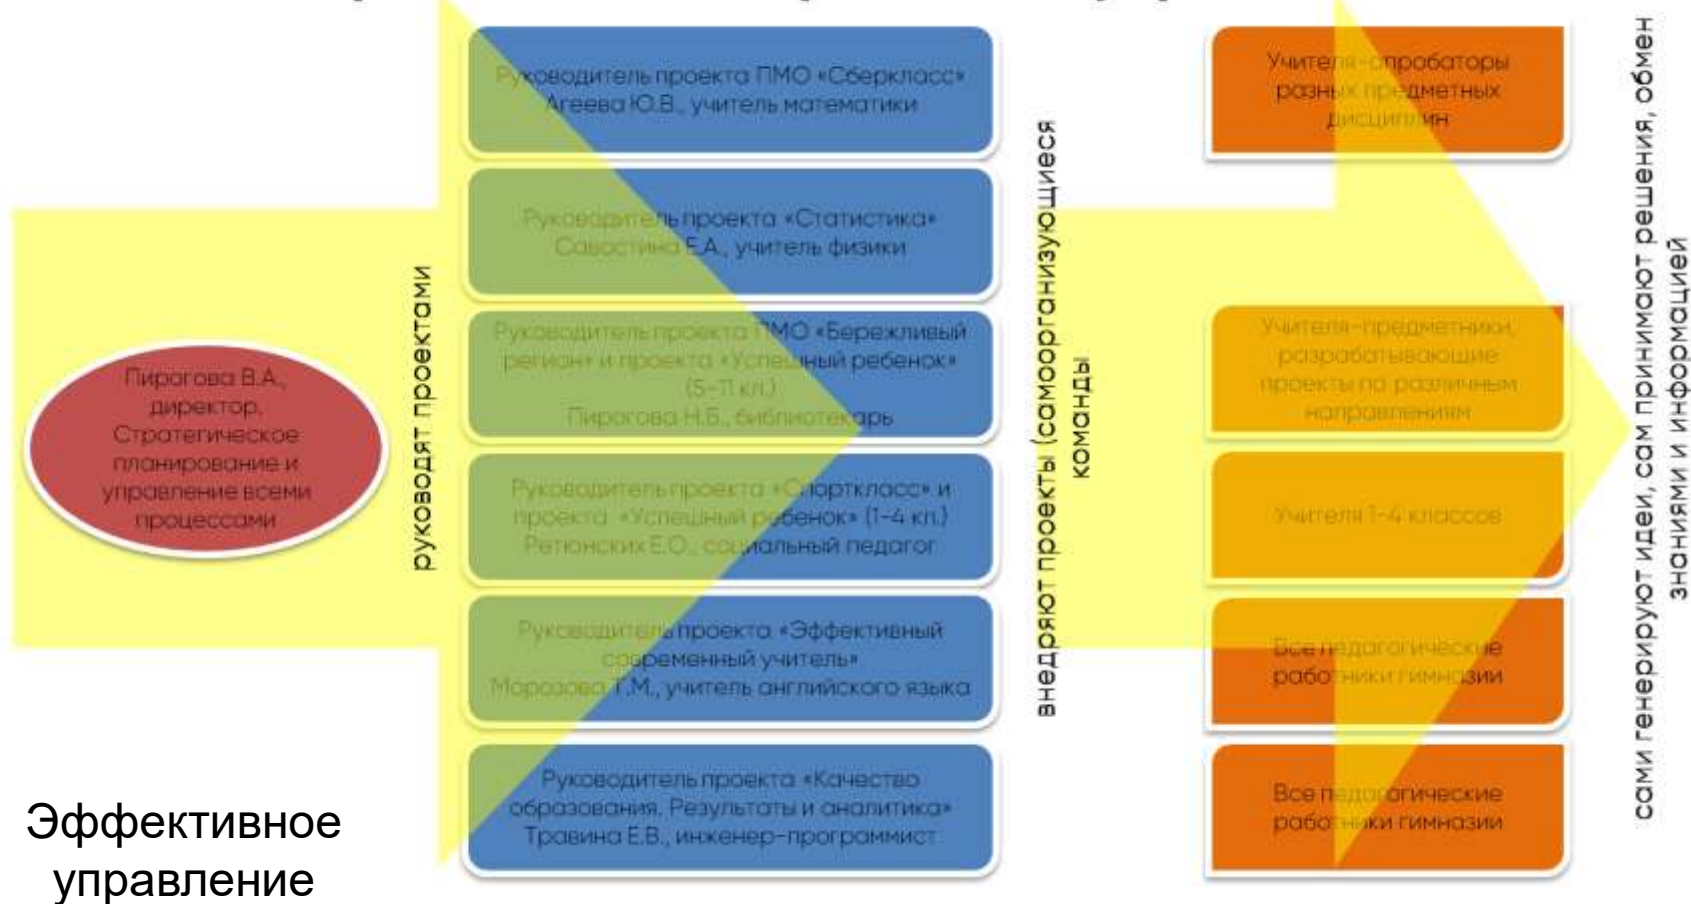 Пирогова В.А.,
директор.
Стратегическое
планирование и
управление всеми
процессами
руководят проектами
Руководитель проекта ПМО «Сберкласс»
Агеева Ю.В., учитель математики
Руководитель проекта «Статистика»
Савостина Е.А., учитель физики
Руководитель проекта ПМО «Бережливый
регион» и проекта «Успешный ребенок»
(5-11 кл.)
Пирогова Н.Б., библиотекарь
Руководитель проекта «Спорткласс» и
проекта «Успешный ребенок» (1-4 кл.)
Ретюнских Е.О., социальный педагог
Руководитель проекта «Эффективный
современный учитель»
Морозова Г.М., учитель английского языка
Руководитель проекта «Качество
образования. Результаты и аналитика»
Травина Е.В., инженер-программист
внедряют проекты (самоорганизующиеся
команды
Учителя-апробаторы
разных предметных
дисциплин
Учителя-предметники,
разрабатывающие
проекты по различным
направлениям
Учителя 1-4 классов
Все педагогические
работники гимназии
Все педагогические
работники гимназии
сами генерируют идеи, сам принимают решения, обмен
знаниями и информацией
Эффективное
управление